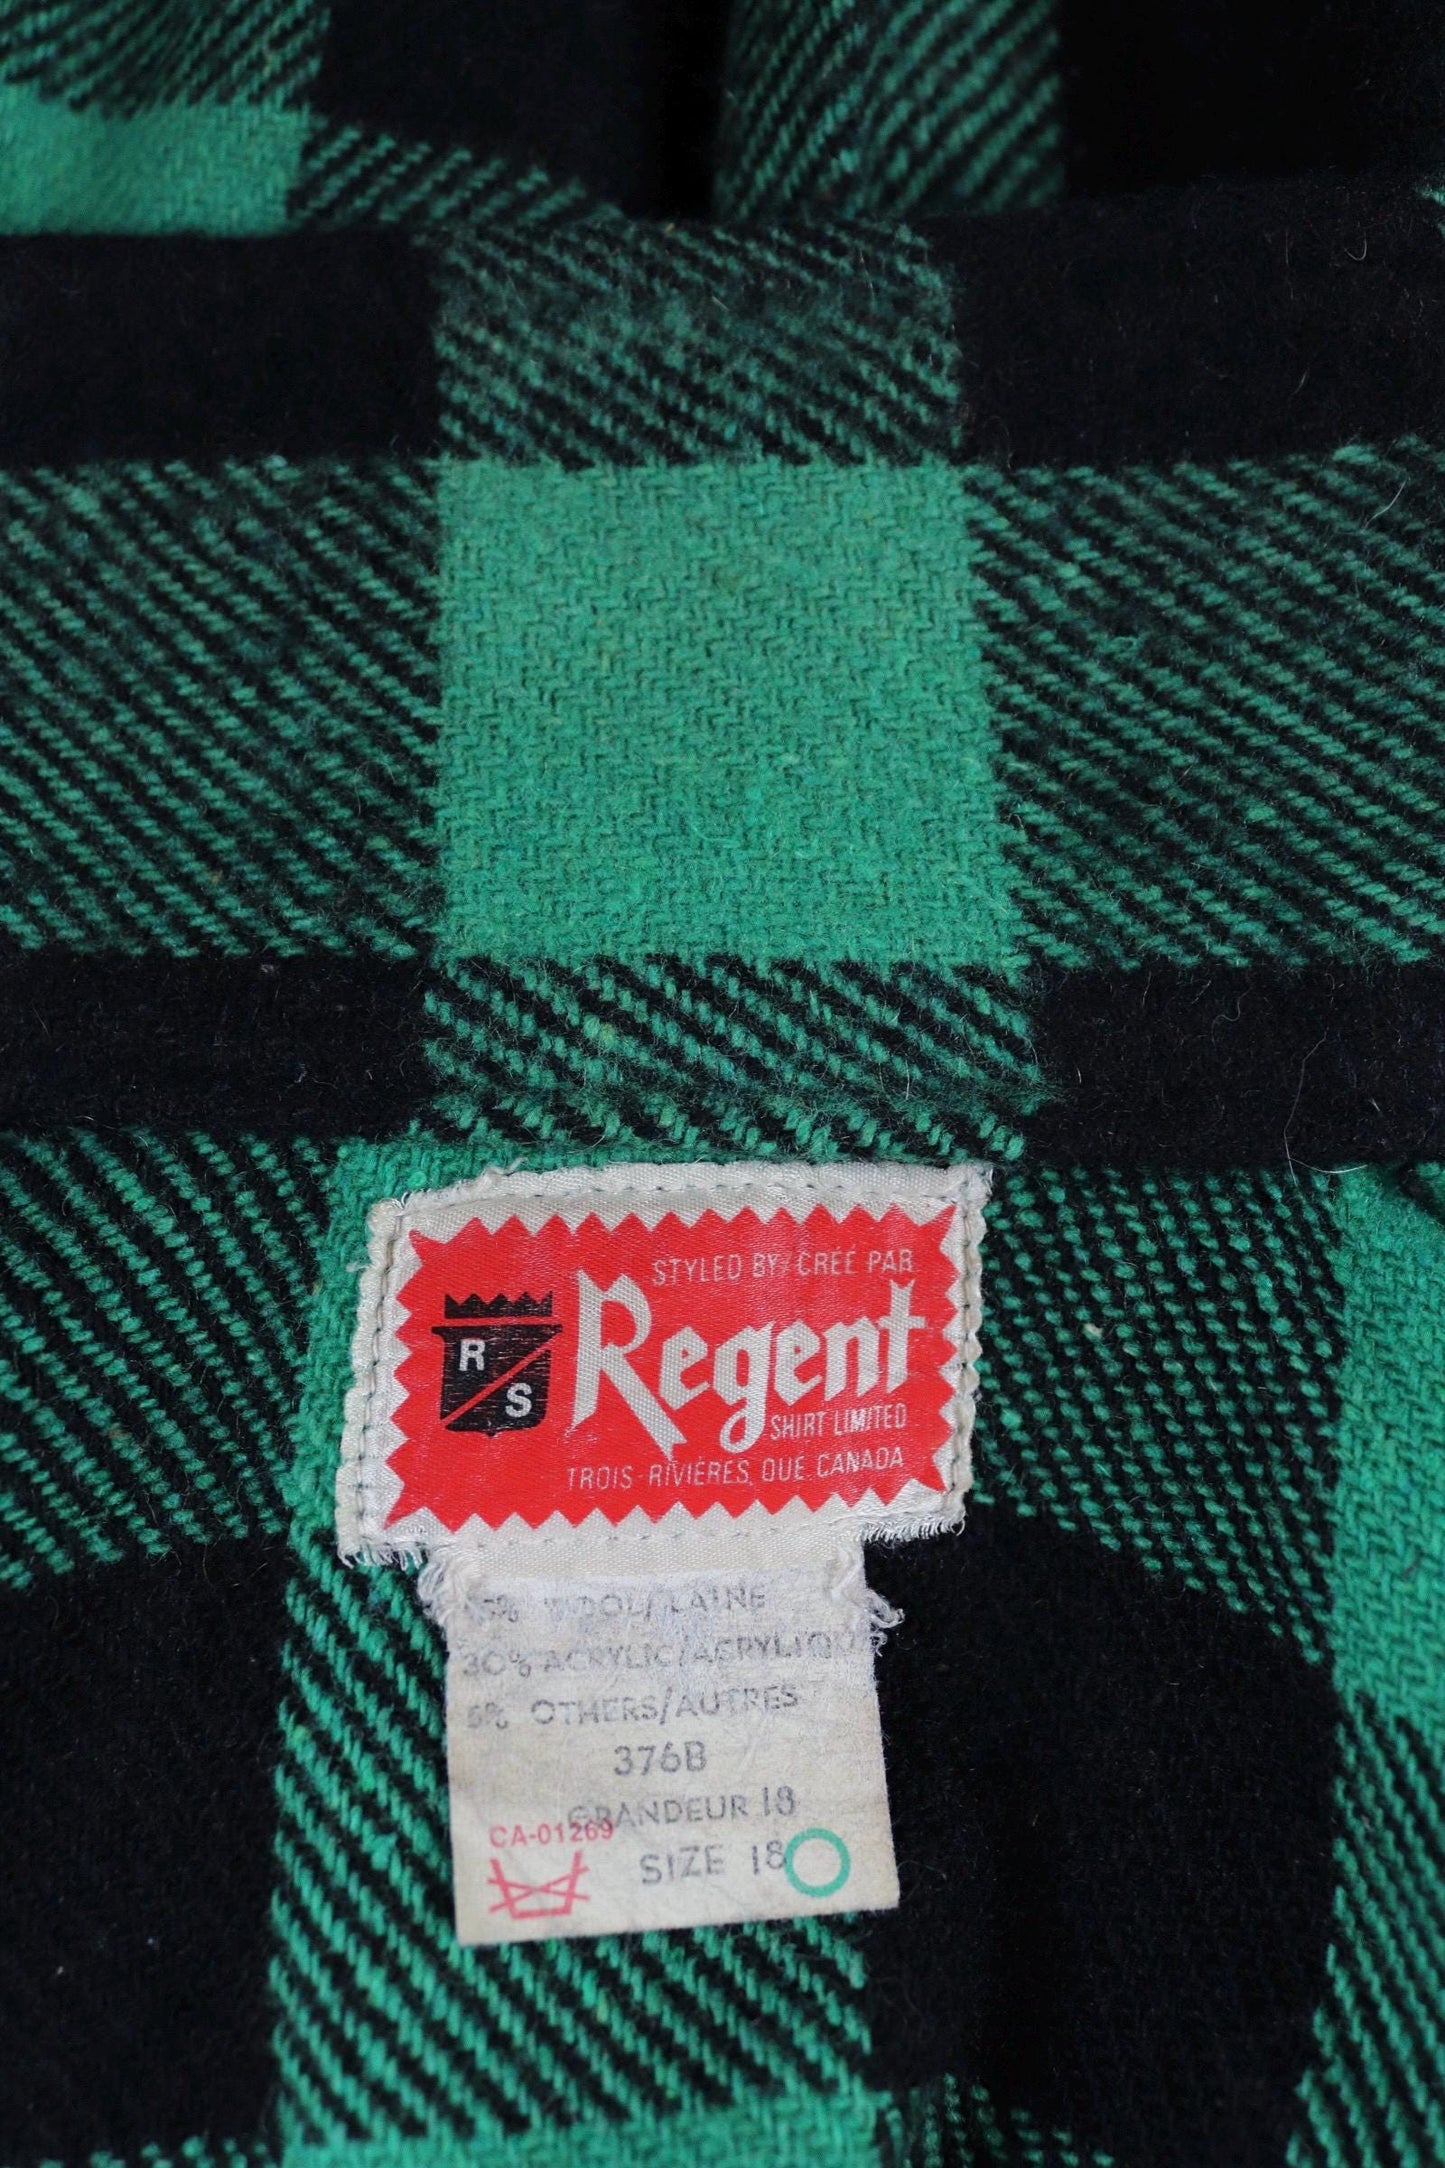 STYLED BY/CRÉÉ PAR
R
S
Regent
SHIRT LIMITED
TROIS-RIVIÈRES, QUE. CANADA
WOOL/LAINE
30% ACRYLIC/ACRYLIQUE
5% OTHERS/AUTRES
376B
GRANDEUR 18
CA-01269
SIZE 18